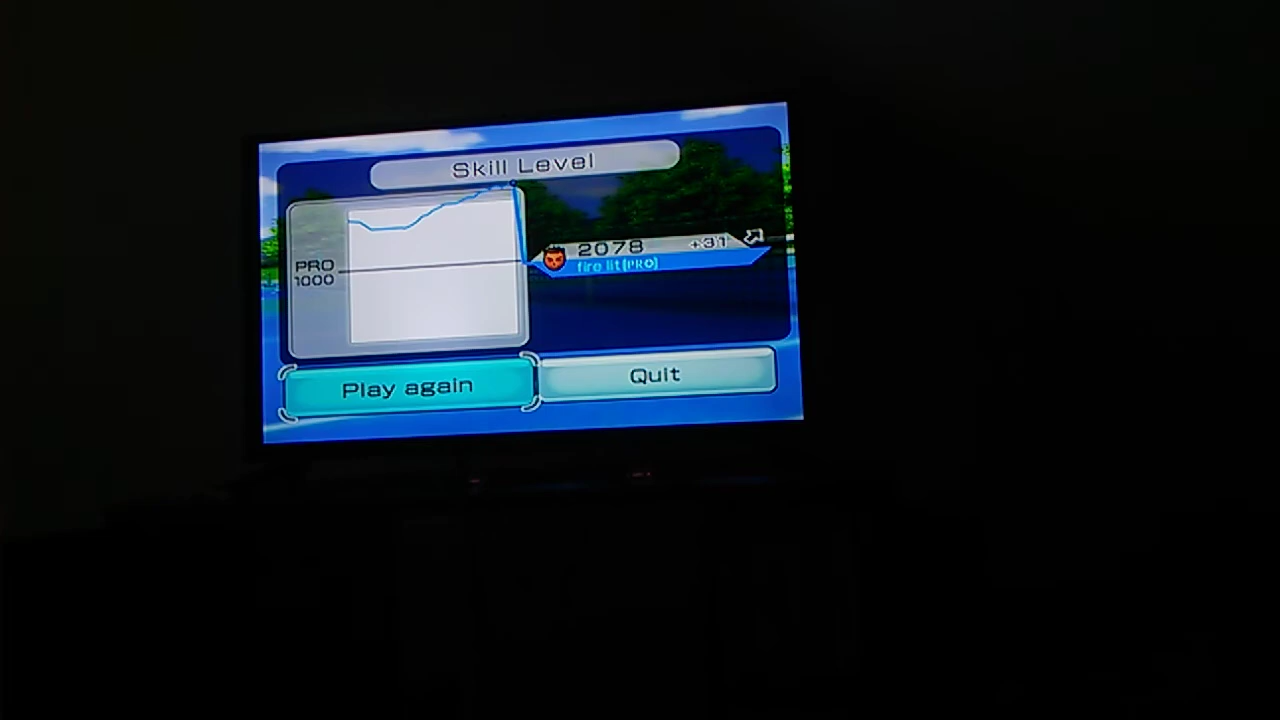 Skill Level
PRO
1000
2078 +31
fire lit[PRO]
Play again
Quit